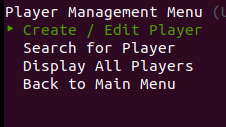 Player Management Menu (U
Create / Edit Player
Search for Player
Display All Players
Back to Main Menu